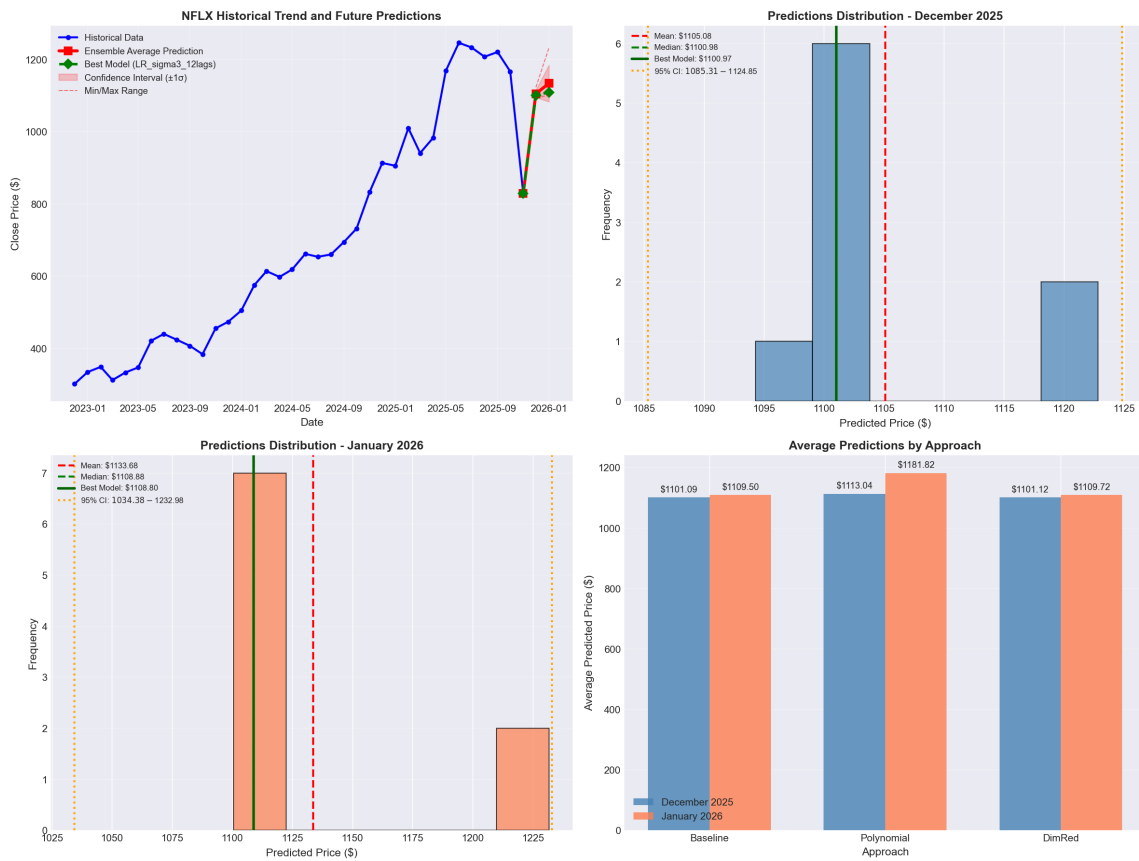 NFLX Historical Trend and Future Predictions
Historical Data
Ensemble Average Prediction
Best Model (LR_sigma3_12lags)
Confidence Interval (±1σ)
Min/Max Range
1200
1000
800
600
400
Close Price ($)
2023-01 2023-05 2023-09 2024-01 2024-05 2024-09 2025-01 2025-05 2025-09 2026-01
Date
Predictions Distribution - December 2025
Mean: $1105.08
Median: $1100.98
Best Model: $1100.97
95% CI: 1085.31 − 1124.85
6
5
4
3
2
1
0
Frequency
1085 1090 1095 1100 1105 1110 1115 1120 1125
Predicted Price ($)
Predictions Distribution - January 2026
Mean: $1133.68
Median: $1108.88
Best Model: $1108.80
95% CI: 1034.38 − 1232.98
7
6
5
4
3
2
1
0
Frequency
1025 1050 1075 1100 1125 1150 1175 1200 1225
Predicted Price ($)
Average Predictions by Approach
$1101.09 $1109.50 $1113.04 $1181.82 $1101.12 $1109.72
1200
1000
800
600
400
200
0
Average Predicted Price ($)
December 2025
January 2026
Baseline Polynomial DimRed
Approach